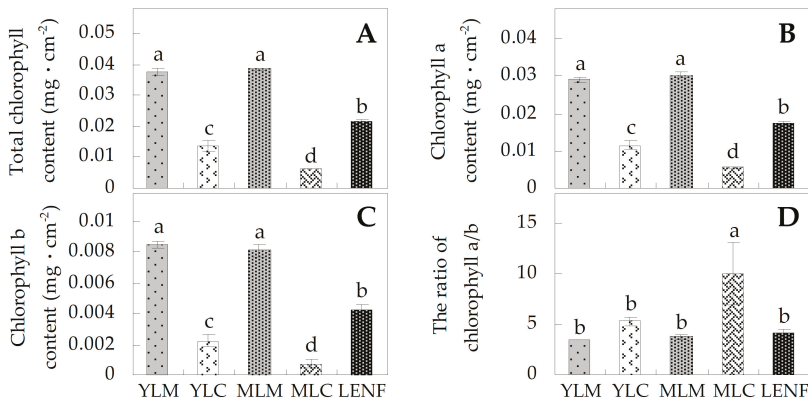 Total chlorophyll
content (mg · cm⁻²)
0.05
0.04
0.03
0.02
0.01
0
a
c
a
d
b
A
Chlorophyll a
content (mg · cm⁻²)
0.04
0.03
0.02
0.01
0
a
c
a
d
b
B
Chlorophyll b
content (mg · cm⁻²)
0.01
0.008
0.006
0.004
0.002
0
a
c
a
d
b
C
YLM YLC MLM MLC LENF
The ratio of
chlorophyll a/b
15
10
5
0
b
b
b
a
b
D
YLM YLC MLM MLC LENF